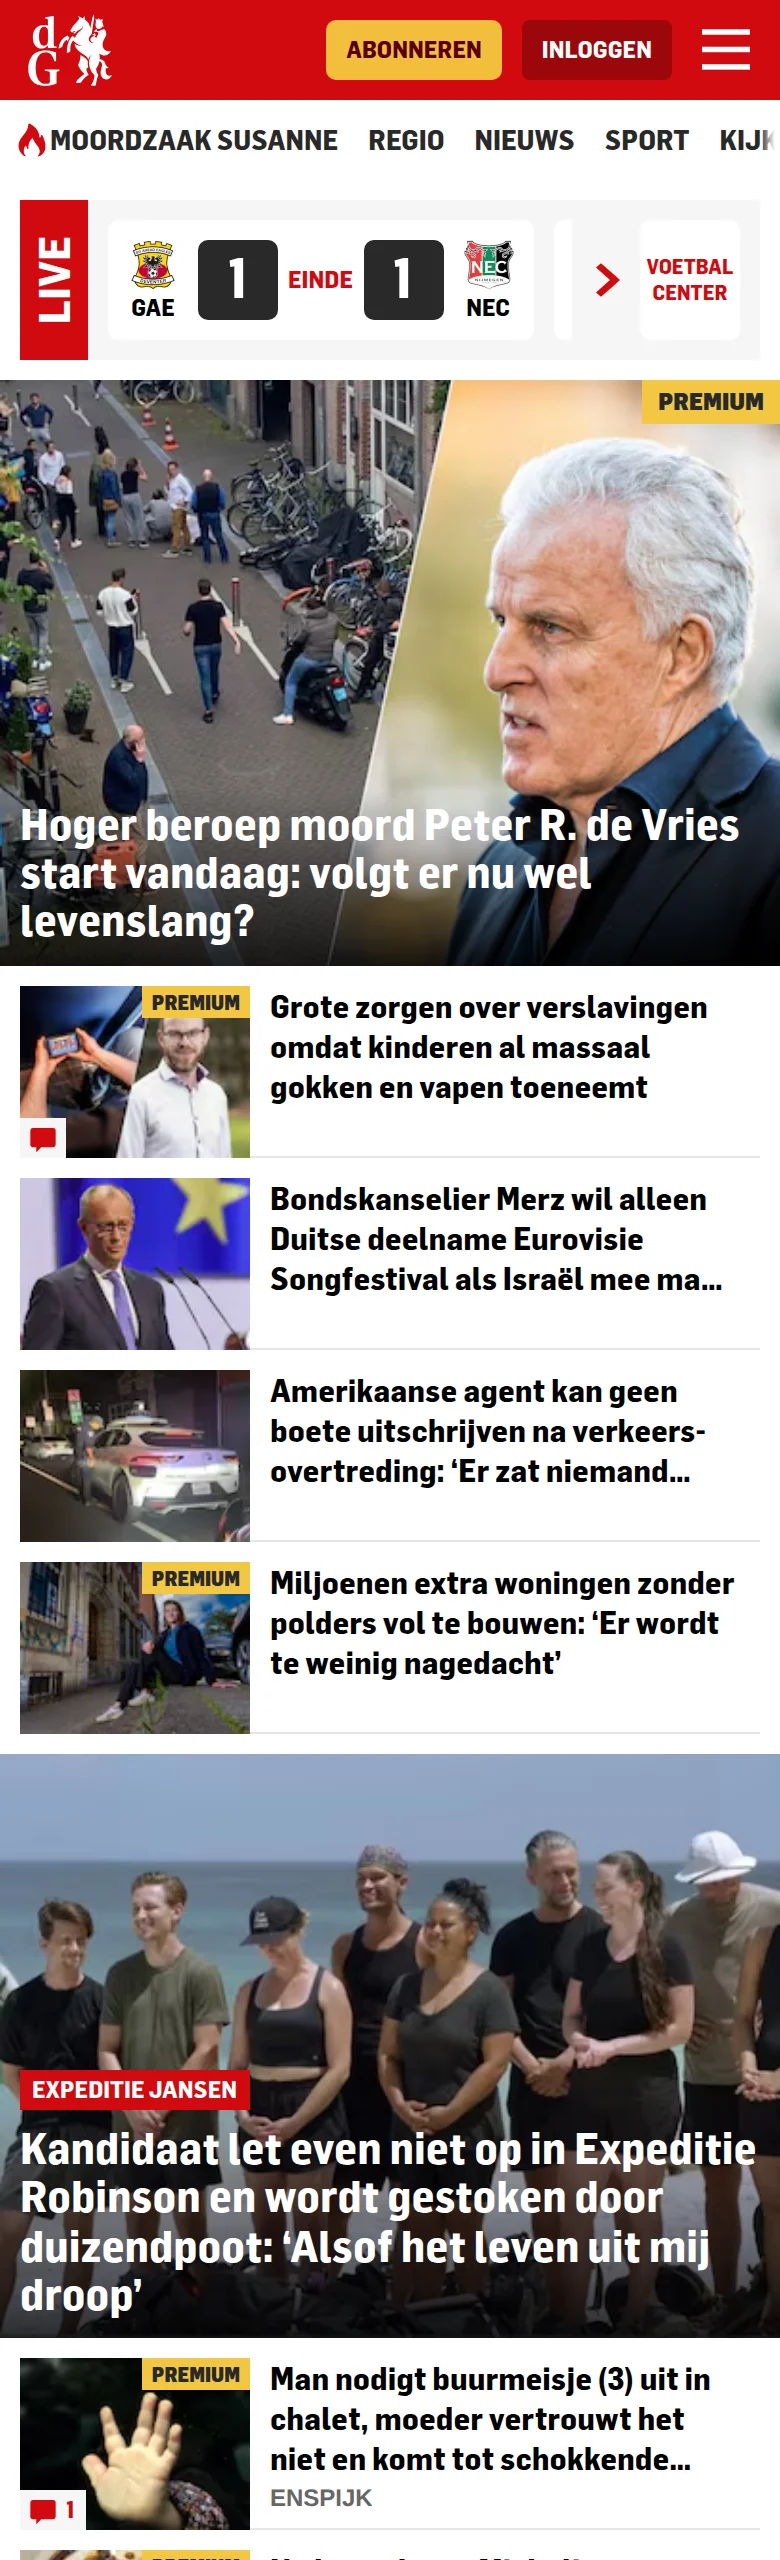 dG
ABONNEREN
INLOGGEN
MOORDZAAK SUSANNE REGIO NIEUWS SPORT KIJK
LIVE
GAE
1
EINDE
1
NEC
NEC
VOETBAL
CENTER
PREMIUM
Hoger beroep moord Peter R. de Vries
start vandaag: volgt er nu wel
levenslang?
PREMIUM
Grote zorgen over verslavingen
omdat kinderen al massaal
gokken en vapen toeneemt
Bondskanselier Merz wil alleen
Duitse deelname Eurovisie
Songfestival als Israël mee ma...
Amerikaanse agent kan geen
boete uitschrijven na verkeers-
overtreding: ‘Er zat niemand...
PREMIUM
Miljoenen extra woningen zonder
polders vol te bouwen: ‘Er wordt
te weinig nagedacht’
EXPEDITIE JANSEN
Kandidaat let even niet op in Expeditie
Robinson en wordt gestoken door
duizendpoot: ‘Alsof het leven uit mij
droop’
PREMIUM
1
Man nodigt buurmeisje (3) uit in
chalet, moeder vertrouwt het
niet en komt tot schokkende...
ENSPIJK